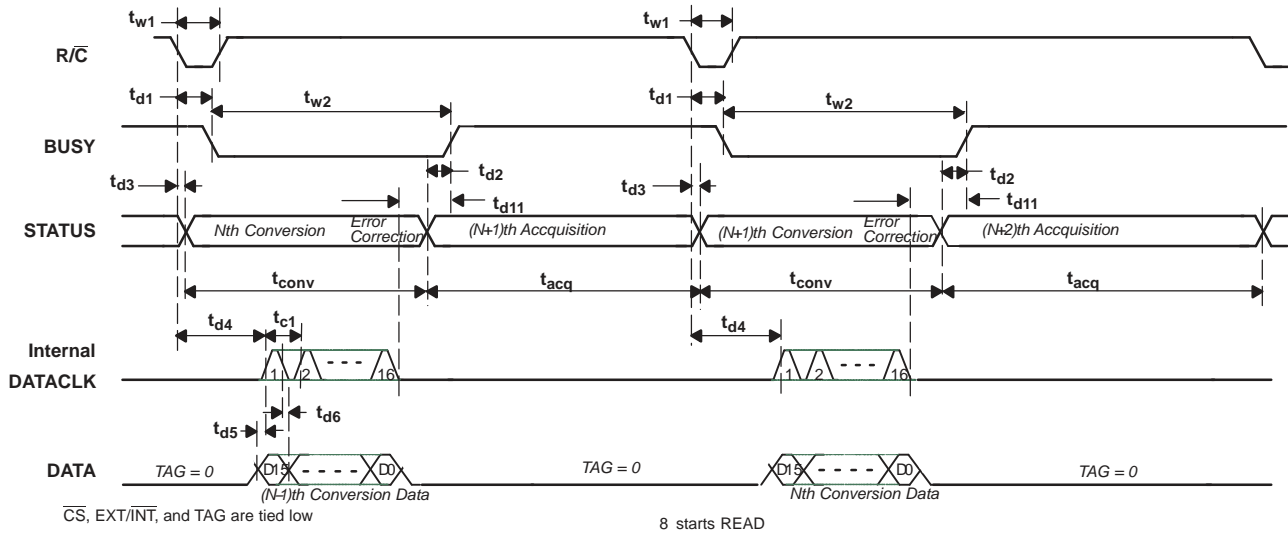 tw1 tw1
R/C
td1 tw2 td1 tw2
BUSY
td3 td2 td3 td2
td11 td11
STATUS Nth Conversion Error Correction (N+1)th Accquisition (N+1)th Conversion Error Correction (N+2)th Accquisition
tconv tacq tconv tacq
td4 tc1 td4
Internal
DATACLK 1 2 - - - 16 1 2 - - - 16
td5 td6
DATA TAG = 0 D15 - - - - D0 TAG = 0 D15 - - - - D0 TAG = 0
(N-1)th Conversion Data Nth Conversion Data
CS, EXT/INT, and TAG are tied low
8 starts READ